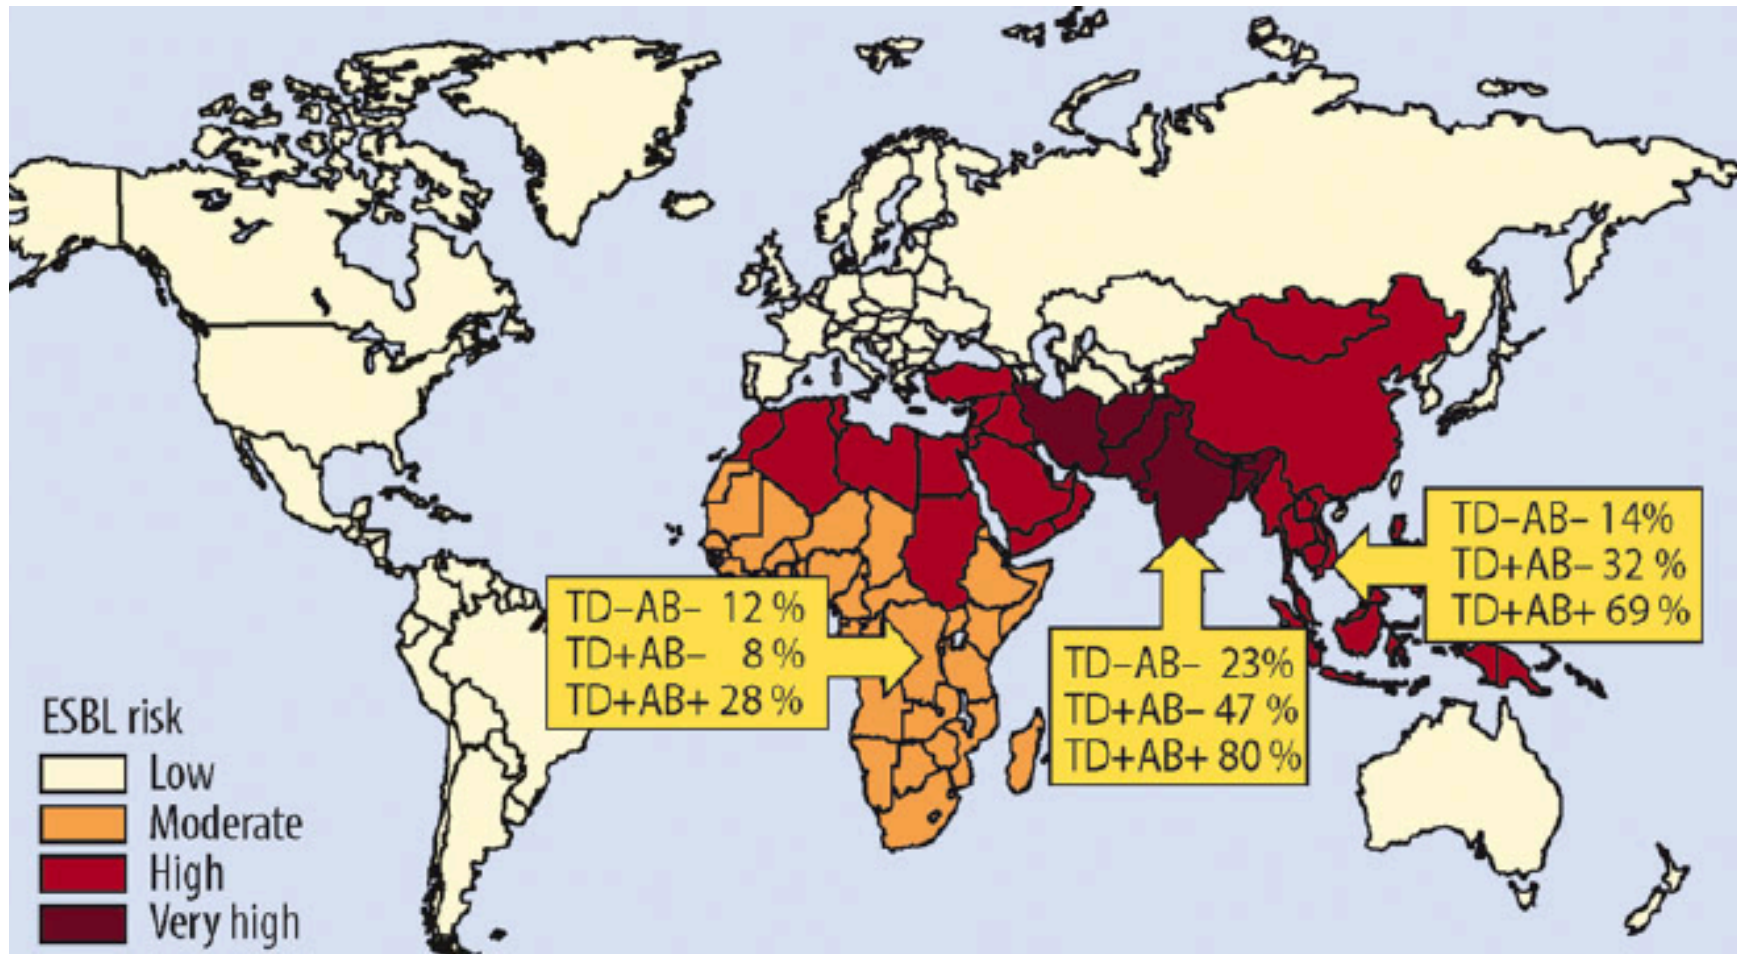 TD–AB– 14%
TD+AB– 32 %
TD+AB+ 69 %
TD–AB– 12 %
TD+AB– 8 %
TD+AB+ 28 %
TD–AB– 23%
TD+AB– 47 %
TD+AB+ 80 %
ESBL risk
Low
Moderate
High
Very high